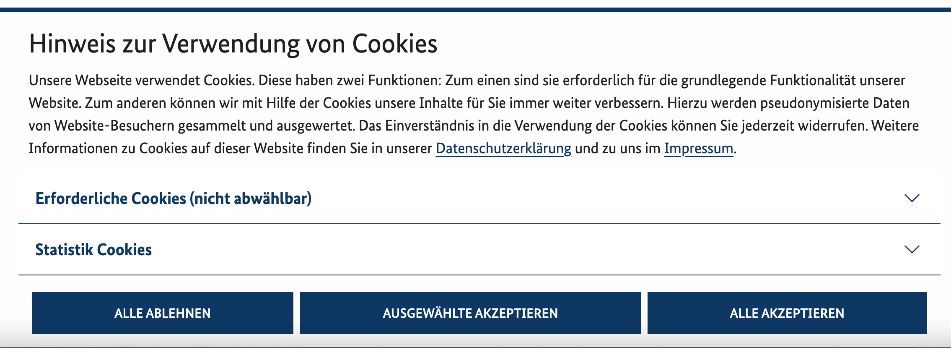 Hinweis zur Verwendung von Cookies
Unsere Webseite verwendet Cookies. Diese haben zwei Funktionen: Zum einen sind sie erforderlich für die grundlegende Funktionalität unserer
Website. Zum anderen können wir mit Hilfe der Cookies unsere Inhalte für Sie immer weiter verbessern. Hierzu werden pseudonymisierte Daten
von Website-Besuchern gesammelt und ausgewertet. Das Einverständnis in die Verwendung der Cookies können Sie jederzeit widerrufen. Weitere
Informationen zu Cookies auf dieser Website finden Sie in unserer Datenschutzerklärung und zu uns im Impressum.
Erforderliche Cookies (nicht abwählbar)
Statistik Cookies
ALLE ABLEHNEN
AUSGEWÄHLTE AKZEPTIEREN
ALLE AKZEPTIEREN